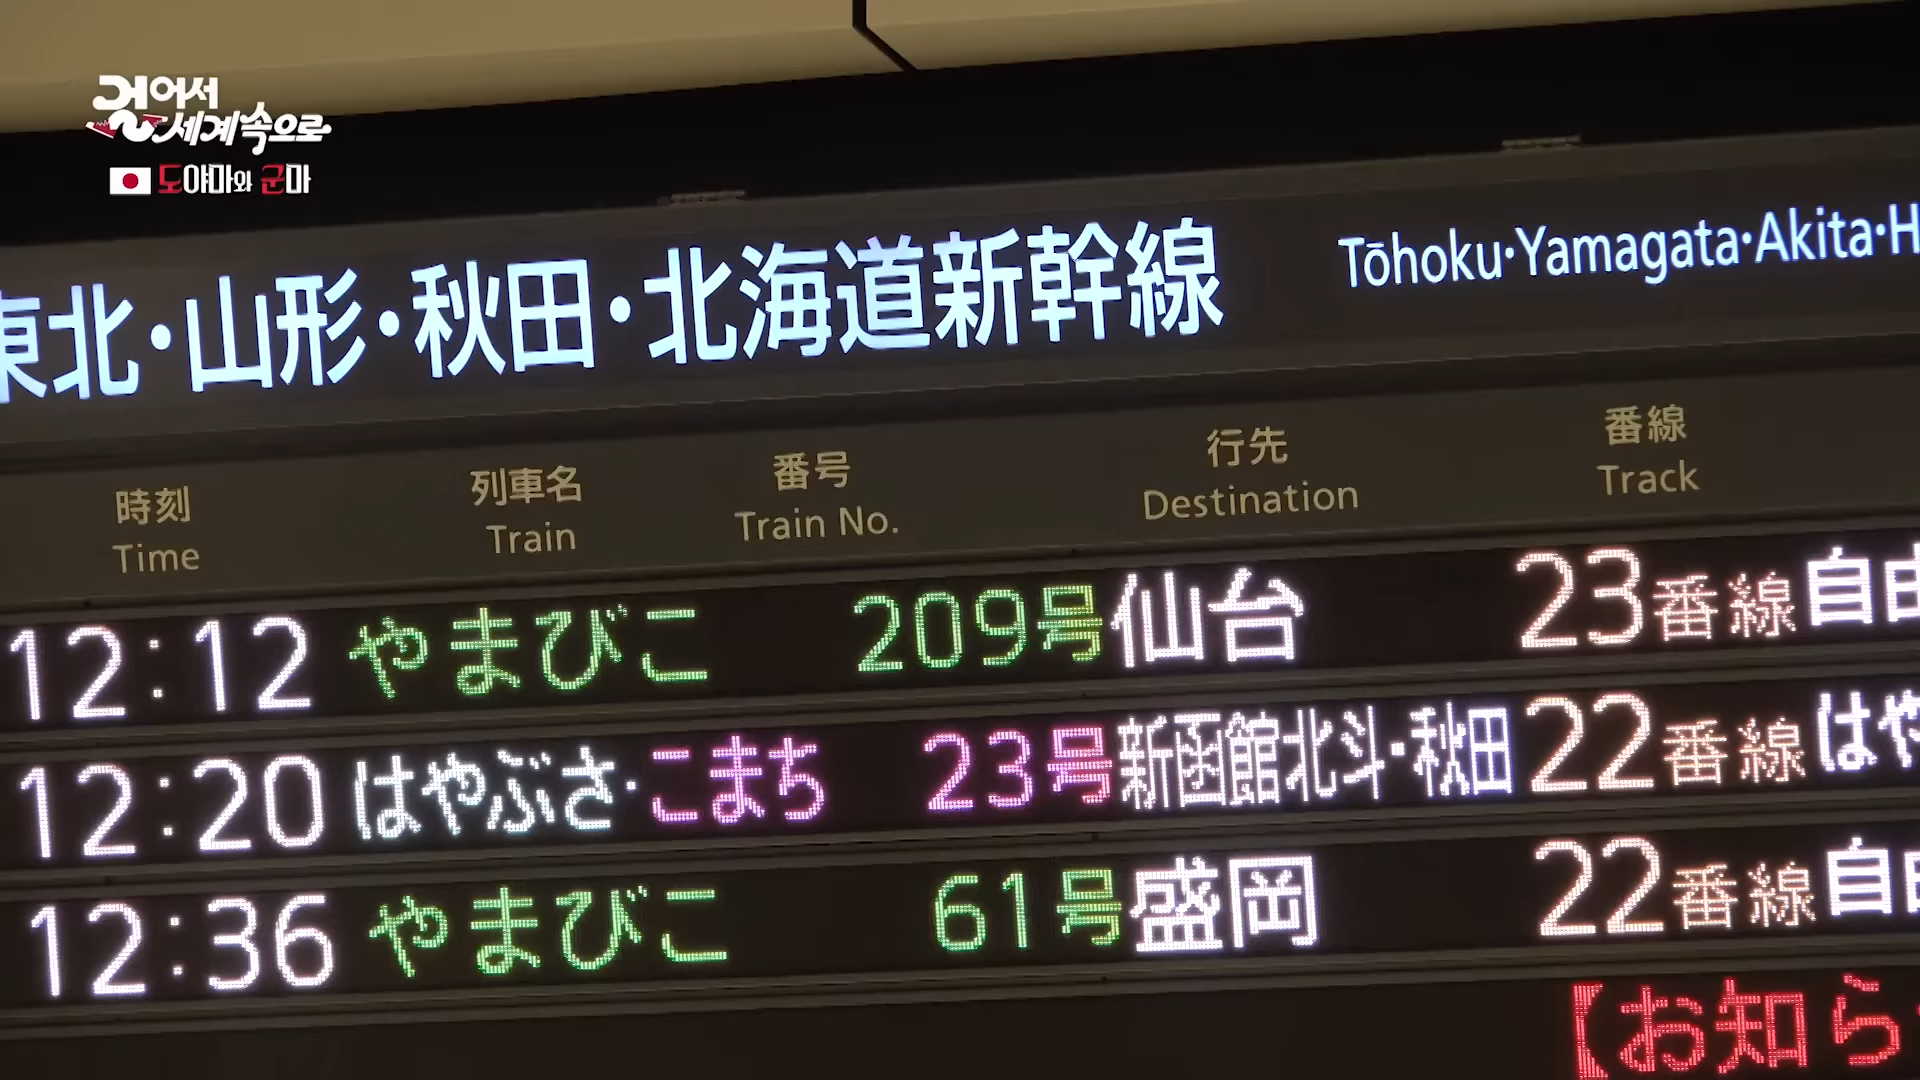 걸어서
세계속으로
도야마와 군마
東北・山形・秋田・北海道新幹線 Tōhoku・Yamagata・Akita・H
時刻 列車名 番号 行先 番線
Time Train Train No. Destination Track
12:12 やまびこ 209号 仙台 23番線 自由
12:20 はやぶさ・こまち 23号 新函館北斗・秋田 22番線 はや
12:36 やまびこ 61号 盛岡 22番線 自由
【お知ら